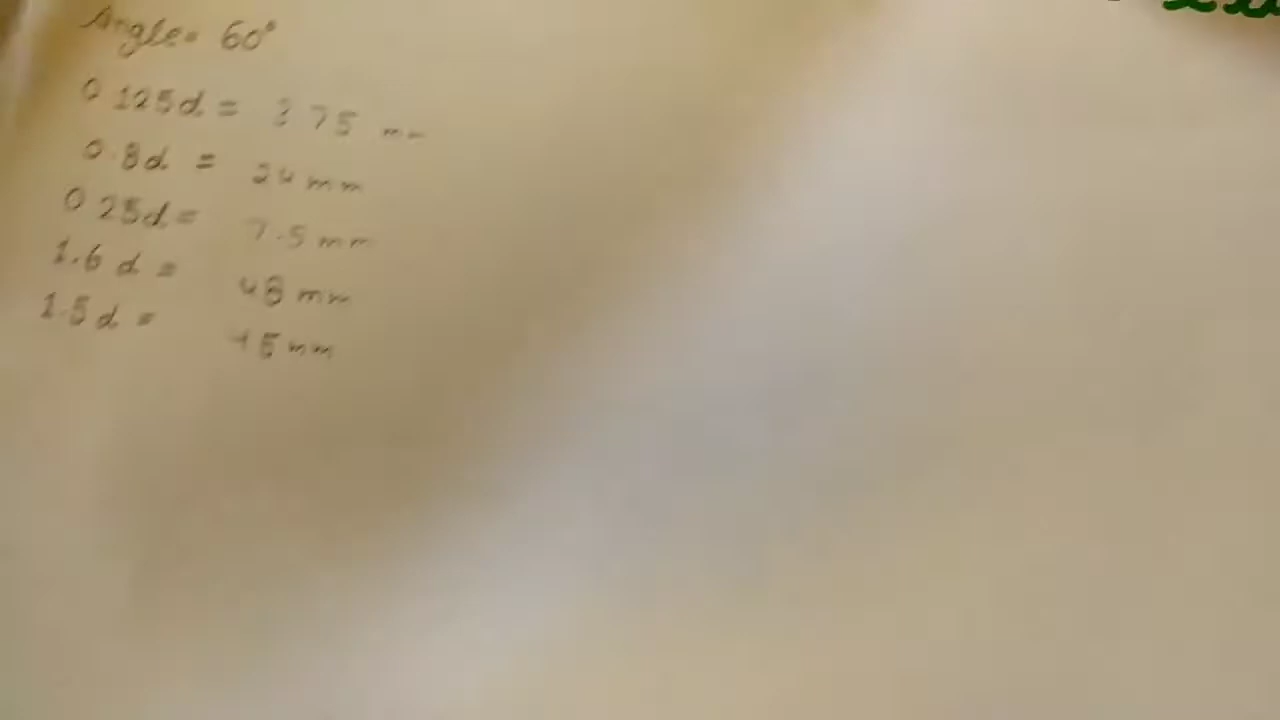 Angle = 60°
0.125d = 3.75 mm
0.8d = 24 mm
0.25d = 7.5 mm
1.6 d = 48 mm
1.5 d = 45 mm